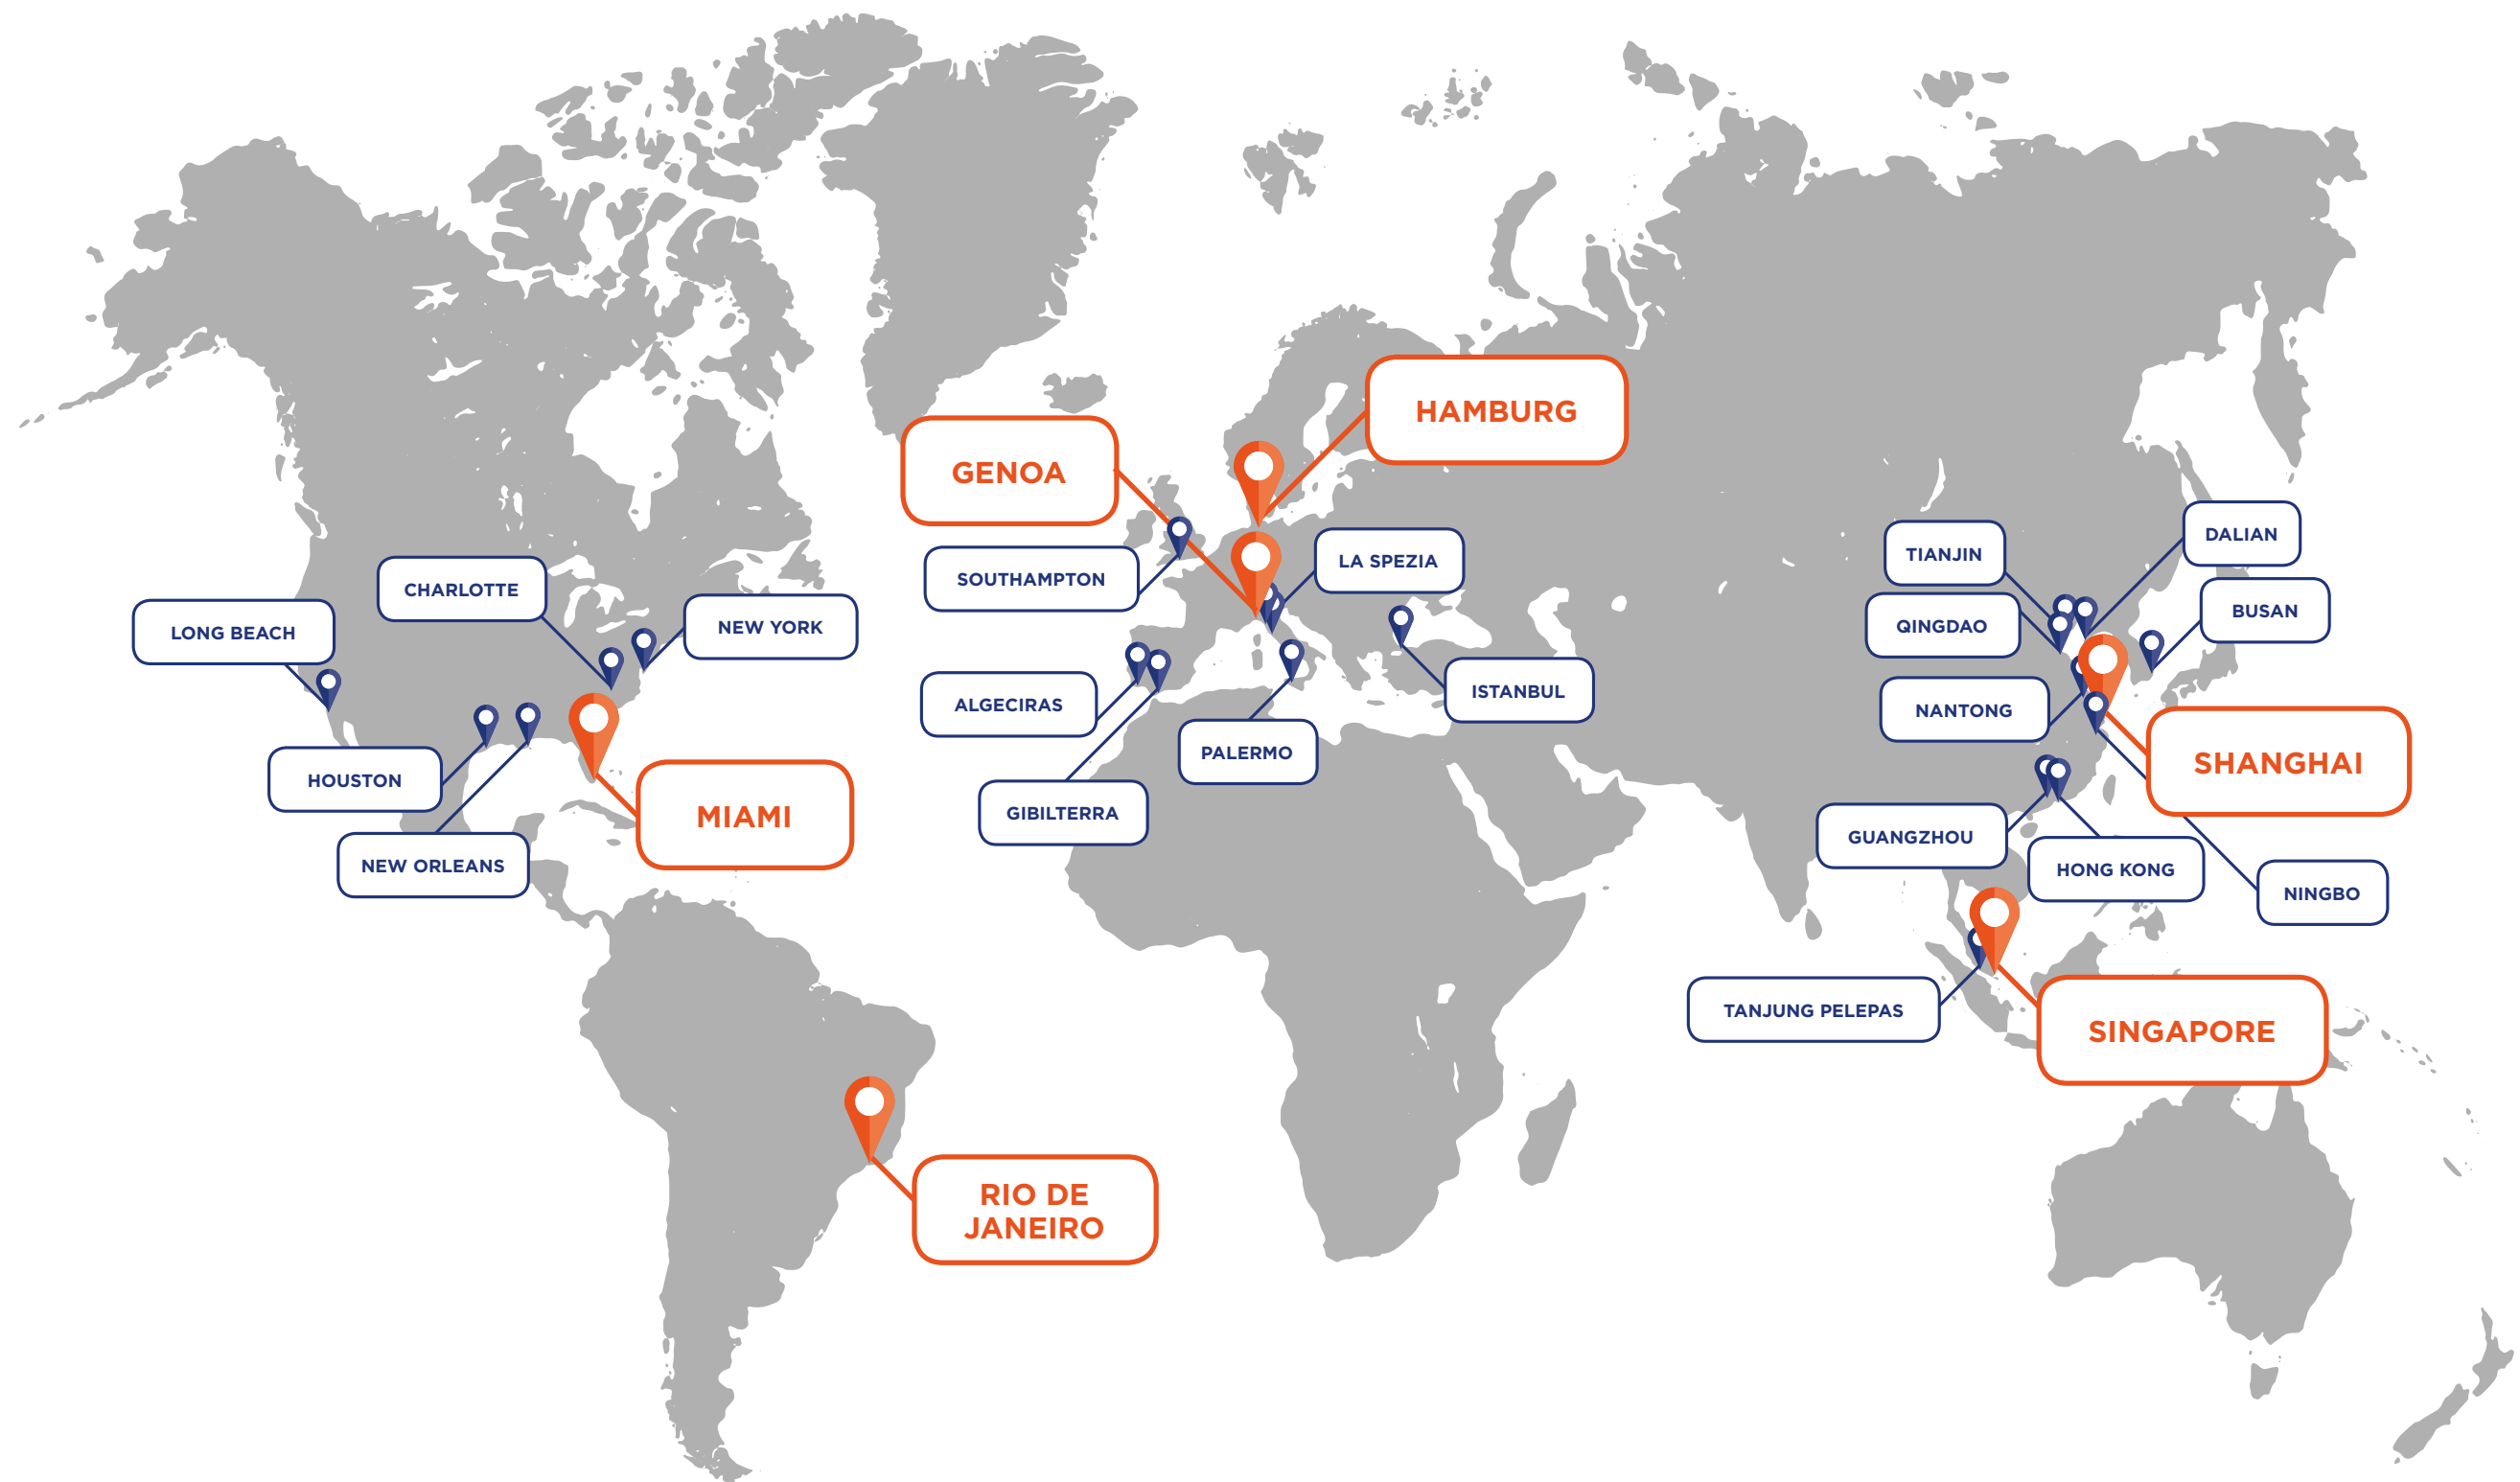 HAMBURG
GENOA
DALIAN
TIANJIN
LA SPEZIA
SOUTHAMPTON
CHARLOTTE
BUSAN
QINGDAO
NEW YORK
LONG BEACH
ISTANBUL
ALGECIRAS
NANTONG
PALERMO
SHANGHAI
HOUSTON
GIBILTERRA
MIAMI
GUANGZHOU
NEW ORLEANS
HONG KONG
NINGBO
TANJUNG PELEPAS
SINGAPORE
RIO DE
JANEIRO